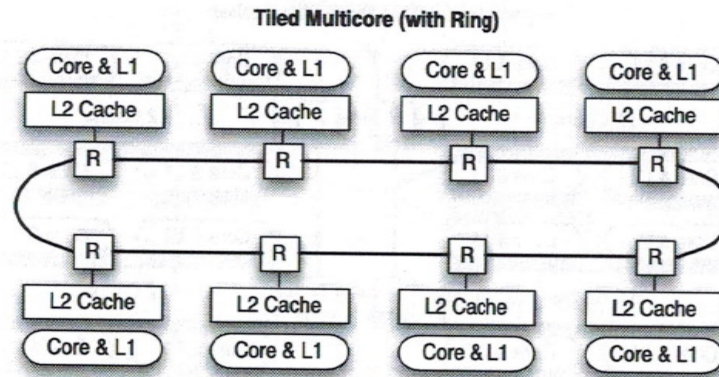 Tiled Multicore (with Ring)
Core & L1 Core & L1 Core & L1 Core & L1
L2 Cache L2 Cache L2 Cache L2 Cache
R R R R
R R R R
L2 Cache L2 Cache L2 Cache L2 Cache
Core & L1 Core & L1 Core & L1 Core & L1